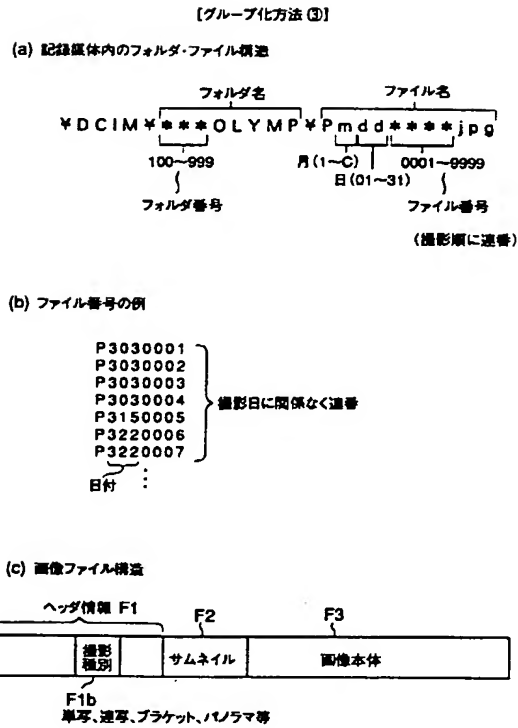 [グループ化方法③]
(a) 記録媒体内のフォルダ・ファイル構造
フォルダ名 ファイル名
¥DCIM¥***OLYMP¥Pmdd****jpg
100~999 月(1~C) 0001~9999
日(01~31)
フォルダ番号 ファイル番号
(撮影順に連番)
(b) ファイル番号の例
P3030001
P3030002
P3030003
P3030004
P3150005
P3220006
P3220007
撮影日に関係なく連番
日付
(c) 画像ファイル構造
ヘッダ情報 F1 F2 F3
撮影種別 サムネイル 画像本体
F1b
単写、連写、ブラケット、パノラマ等